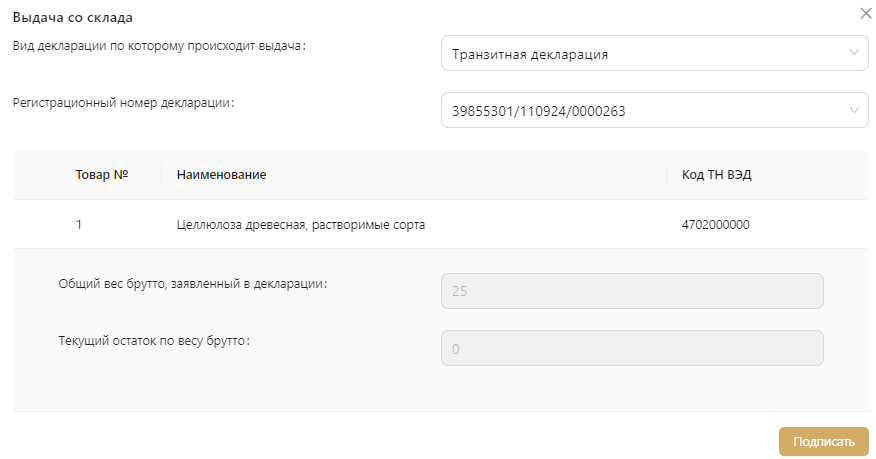 Выдача со склада
Вид декларации по которому происходит выдача:
Транзитная декларация
Регистрационный номер декларации:
39855301/110924/0000263
Товар № Наименование Код ТН ВЭД
1 Целлюлоза древесная, растворимые сорта 4702000000
Общий вес брутто, заявленный в декларации:
25
Текущий остаток по весу брутто:
0
Подписать